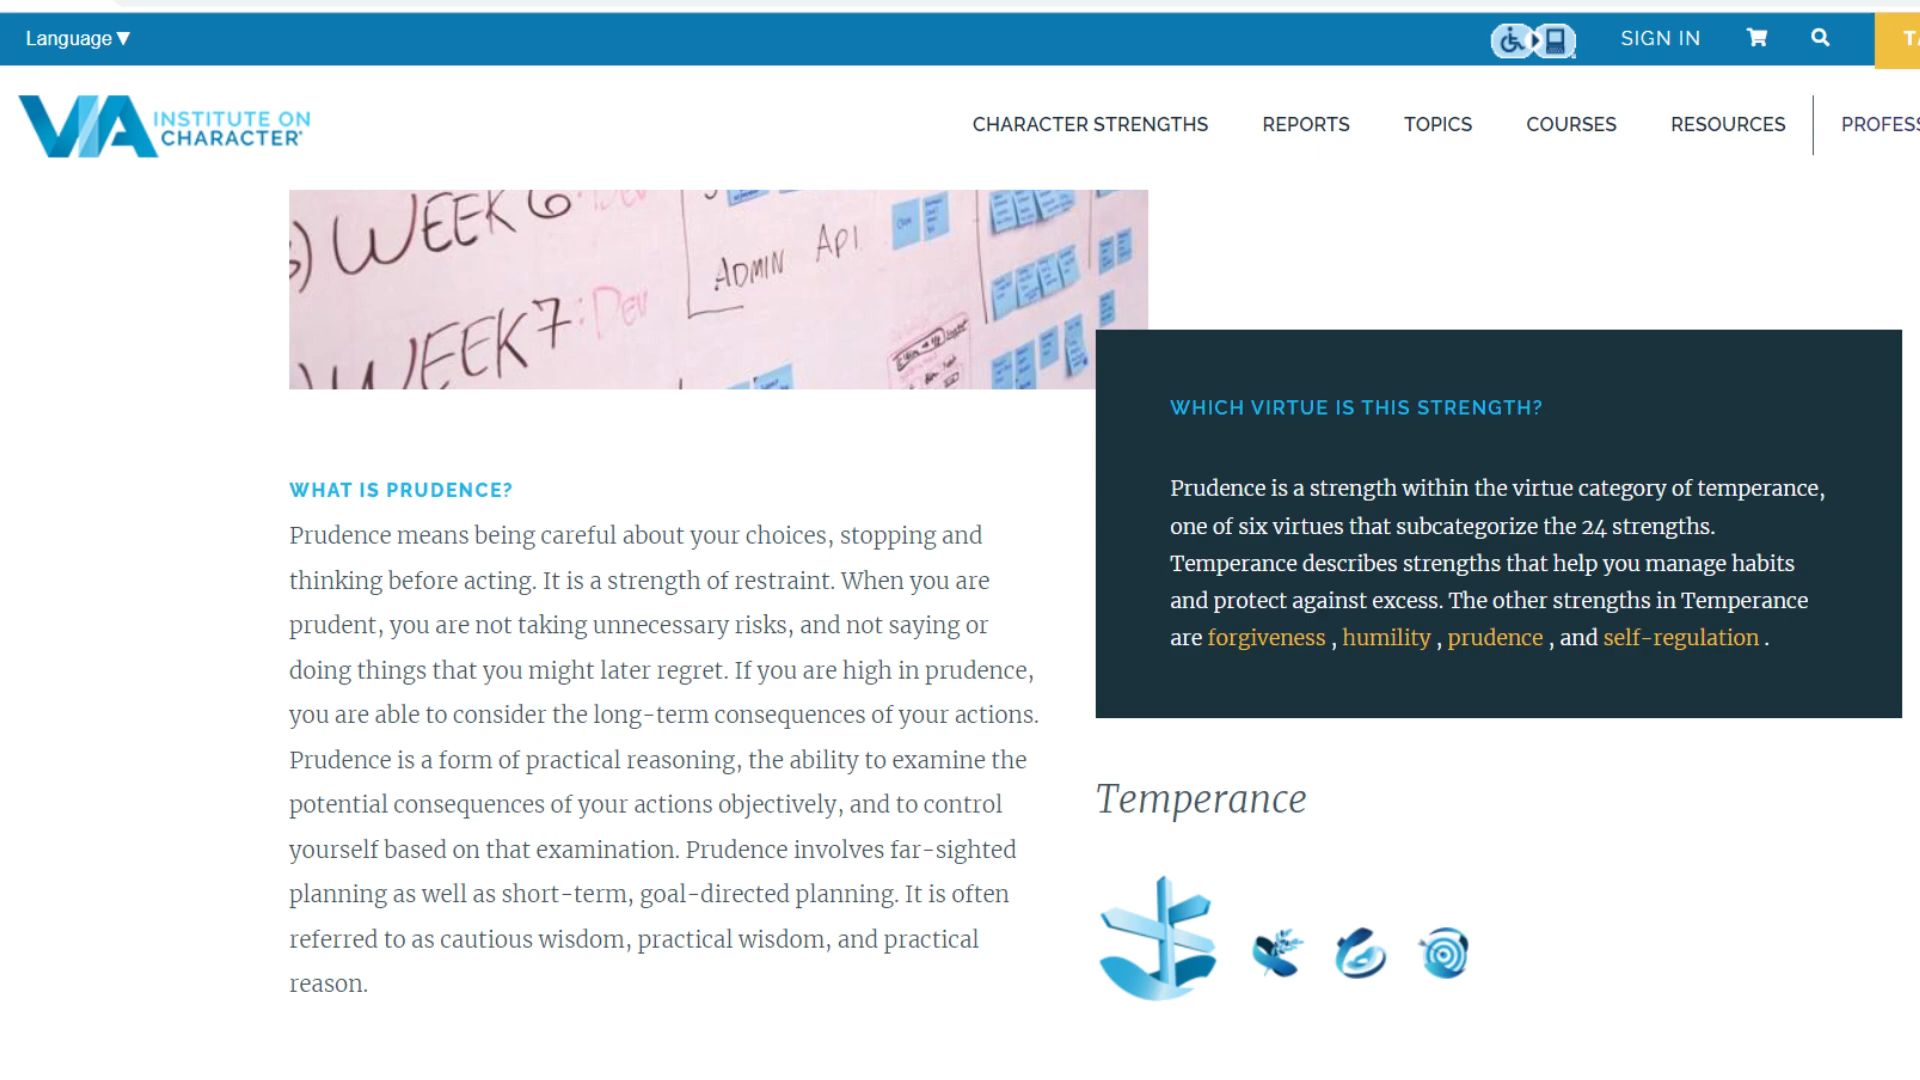 Language ▼
SIGN IN
VIA INSTITUTE ON
CHARACTER
CHARACTER STRENGTHS
REPORTS
TOPICS
COURSES
RESOURCES
WEEK 6: Dev
WEEK 7: Dev
ADMIN API
WHAT IS PRUDENCE?
Prudence means being careful about your choices, stopping and
thinking before acting. It is a strength of restraint. When you are
prudent, you are not taking unnecessary risks, and not saying or
doing things that you might later regret. If you are high in prudence,
you are able to consider the long-term consequences of your actions.
Prudence is a form of practical reasoning, the ability to examine the
potential consequences of your actions objectively, and to control
yourself based on that examination. Prudence involves far-sighted
planning as well as short-term, goal-directed planning. It is often
referred to as cautious wisdom, practical wisdom, and practical
reason.
WHICH VIRTUE IS THIS STRENGTH?
Prudence is a strength within the virtue category of temperance,
one of six virtues that subcategorize the 24 strengths.
Temperance describes strengths that help you manage habits
and protect against excess. The other strengths in Temperance
are forgiveness , humility , prudence , and self-regulation .
Temperance